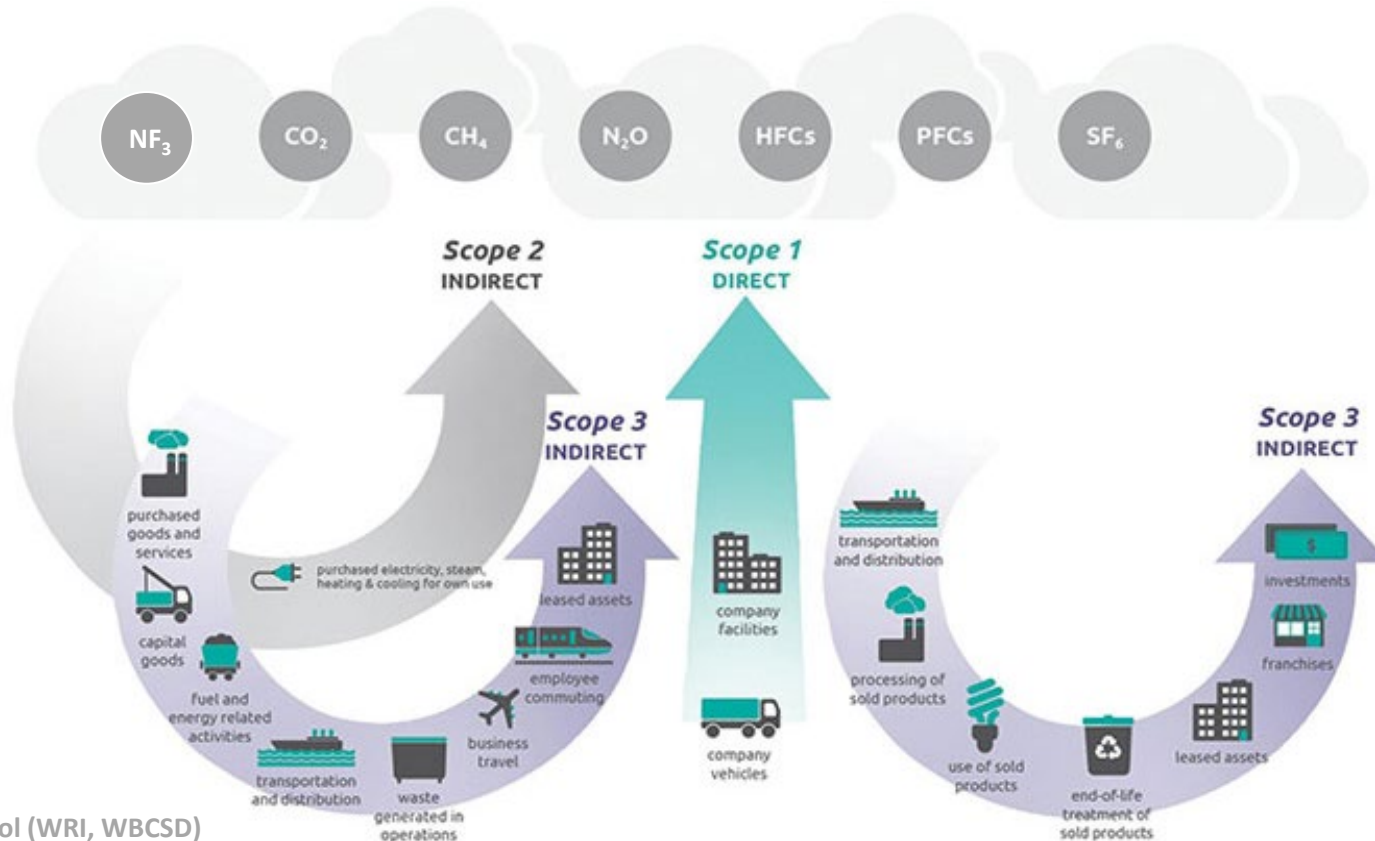 NF₃
CO₂
CH₄
N₂O
HFCs
PFCs
SF₆
Scope 2
INDIRECT
Scope 1
DIRECT
Scope 3
INDIRECT
Scope 3
INDIRECT
purchased
goods and
services
capital
goods
fuel and
energy related
activities
purchased electricity, steam,
heating & cooling for own use
transportation
and distribution
waste
generated in
operations
business
travel
employee
commuting
leased assets
company
facilities
company
vehicles
transportation
and distribution
processing of
sold products
use of sold
products
end-of-life
treatment of
sold products
leased assets
franchises
$
investments
ol (WRI, WBCSD)